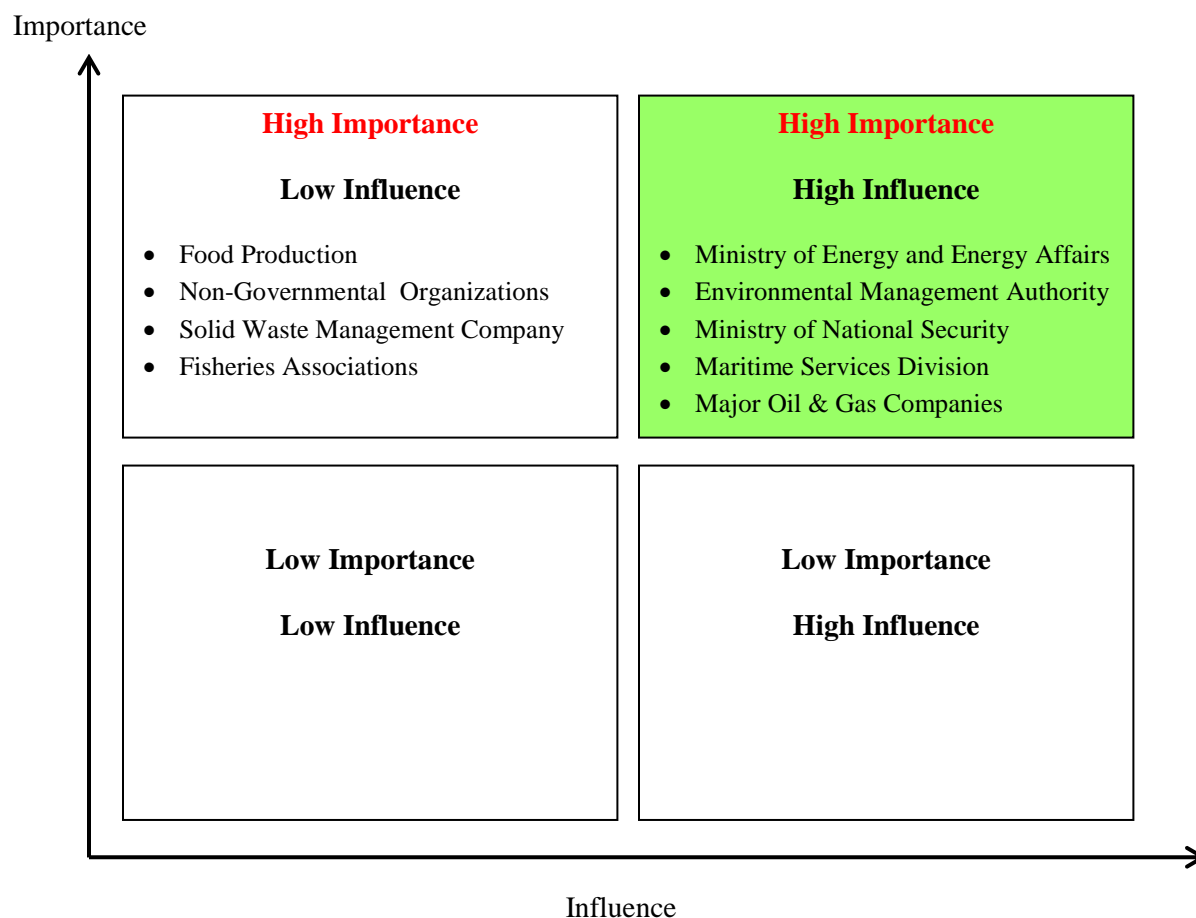 Importance
High Importance
Low Influence
• Food Production
• Non-Governmental Organizations
• Solid Waste Management Company
• Fisheries Associations
High Importance
High Influence
• Ministry of Energy and Energy Affairs
• Environmental Management Authority
• Ministry of National Security
• Maritime Services Division
• Major Oil & Gas Companies
Low Importance
Low Influence
Low Importance
High Influence
Influence